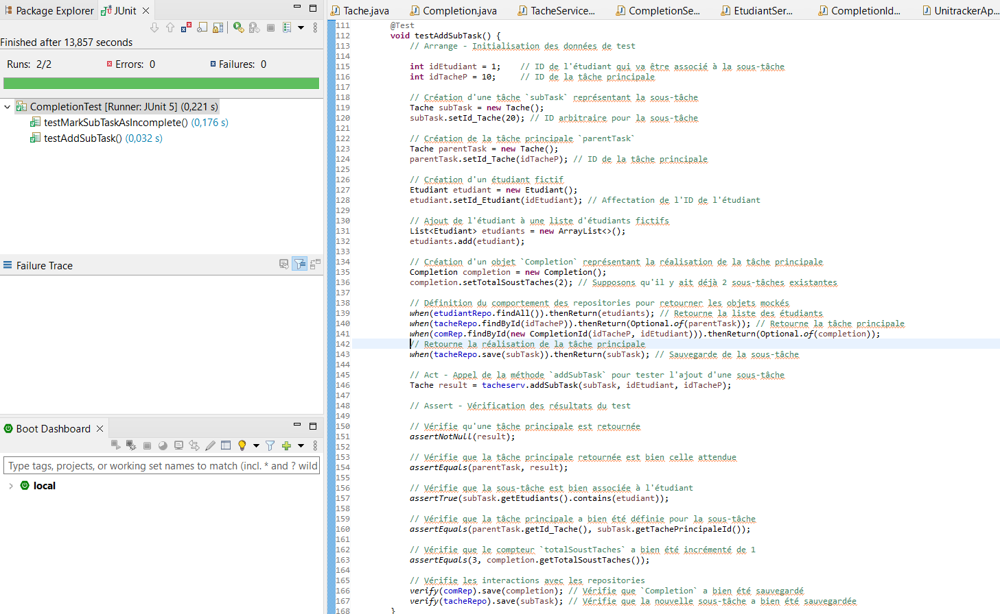 Package Explorer
JUnit
Finished after 13,857 seconds
Runs: 2/2
Errors: 0
Failures: 0
CompletionTest [Runner: JUnit 5] (0,221 s)
testMarkSubTaskAsIncomplete() (0,176 s)
testAddSubTask() (0,032 s)
Failure Trace
Boot Dashboard
Type tags, projects, or working set names to match (incl. * and ? wild
local
Tache.java
Completion.java
TacheService...
CompletionSe...
EtudiantSer...
CompletionId...
UnitrackerAp...
111 @Test
112 void testAddSubTask() {
113 // Arrange - Initialisation des données de test
114
115 int idEtudiant = 1; // ID de l'étudiant qui va être associé à la sous-tâche
116 int idTacheP = 10; // ID de la tâche principale
117
118 // Création d'une tâche `subTask` représentant la sous-tâche
119 Tache subTask = new Tache();
120 subTask.setId_Tache(20); // ID arbitraire pour la sous-tâche
121
122 // Création de la tâche principale `parentTask`
123 Tache parentTask = new Tache();
124 parentTask.setId_Tache(idTacheP); // ID de la tâche principale
125
126 // Création d'un étudiant fictif
127 Etudiant etudiant = new Etudiant();
128 etudiant.setId_Etudiant(idEtudiant); // Affectation de l'ID de l'étudiant
129
130 // Ajout de l'étudiant à une liste d'étudiants fictifs
131 List<Etudiant> etudiants = new ArrayList<>();
132 etudiants.add(etudiant);
133
134 // Création d'un objet `Completion` représentant la réalisation de la tâche principale
135 Completion completion = new Completion();
136 completion.setTotalSoustTaches(2); // Supposons qu'il y ait déjà 2 sous-tâches existantes
137
138 // Définition du comportement des repositories pour retourner les objets mockés
139 when(etudiantRepo.findAll()).thenReturn(etudiants); // Retourne la liste des étudiants
140 when(tacheRepo.findById(idTacheP)).thenReturn(Optional.of(parentTask)); // Retourne la tâche principale
141 when(comRep.findById(new CompletionId(idTacheP, idEtudiant))).thenReturn(Optional.of(completion));
142 // Retourne la réalisation de la tâche principale
143 when(tacheRepo.save(subTask)).thenReturn(subTask); // Sauvegarde de la sous-tâche
144
145 // Act - Appel de la méthode `addSubTask` pour tester l'ajout d'une sous-tâche
146 Tache result = tacheserv.addSubTask(subTask, idEtudiant, idTacheP);
147
148 // Assert - Vérification des résultats du test
149
150 // Vérifie qu'une tâche principale est retournée
151 assertNotNull(result);
152
153 // Vérifie que la tâche principale retournée est bien celle attendue
154 assertEquals(parentTask, result);
155
156 // Vérifie que la sous-tâche est bien associée à l'étudiant
157 assertTrue(subTask.getEtudiants().contains(etudiant));
158
159 // Vérifie que la tâche principale a bien été définie pour la sous-tâche
160 assertEquals(parentTask.getId_Tache(), subTask.getTachePrincipaleId());
161
162 // Vérifie que le compteur `totalSoustTaches` a bien été incrémenté de 1
163 assertEquals(3, completion.getTotalSoustTaches());
164
165 // Vérifie les interactions avec les repositories
166 verify(comRep).save(completion); // Vérifie que `Completion` a bien été sauvegardé
167 verify(tacheRepo).save(subTask); // Vérifie que la nouvelle sous-tâche a bien été sauvegardée
168 }